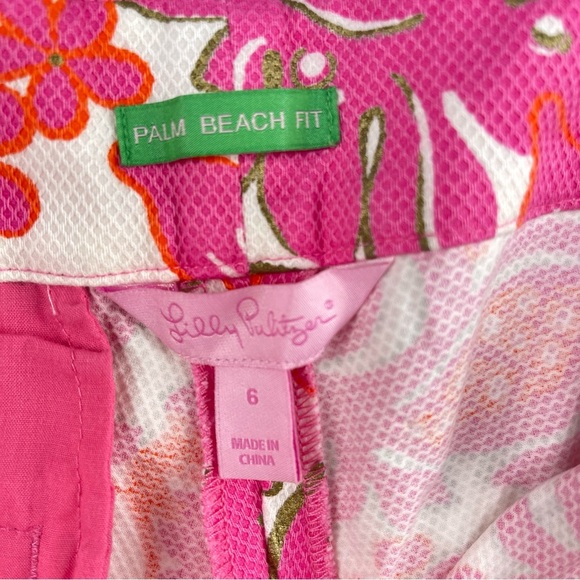 PALM BEACH FIT
Lilly Pulitzer®
6
MADE IN
CHINA